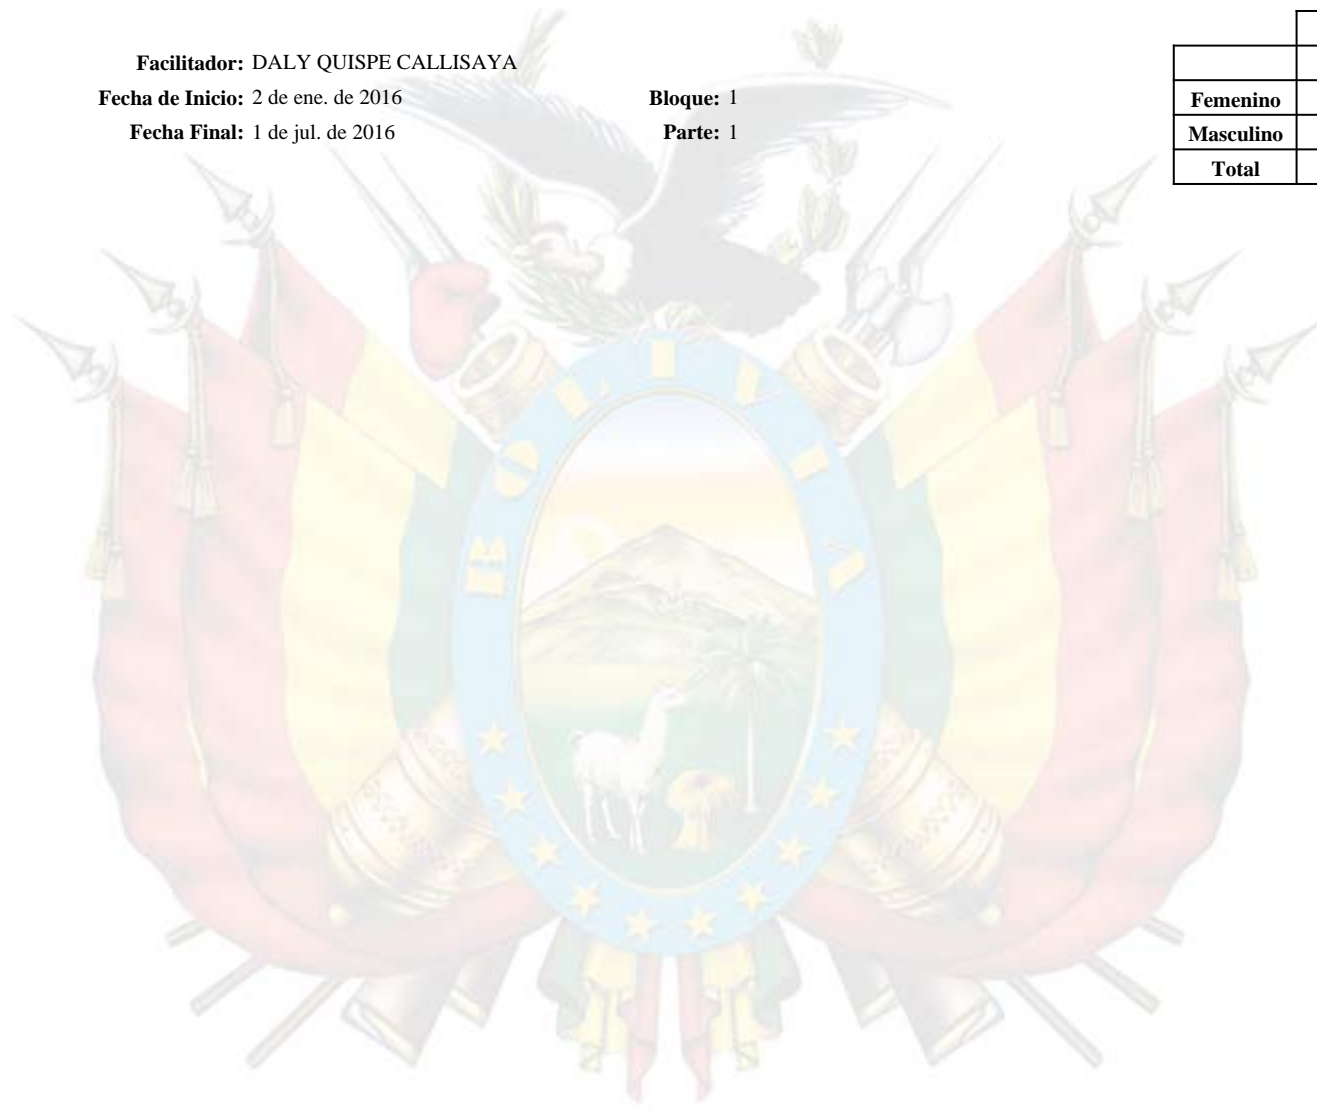 Facilitador: DALY QUISPE CALLISAYA
Fecha de Inicio: 2 de ene. de 2016 Bloque: 1
Fecha Final: 1 de jul. de 2016 Parte: 1
Femenino
Masculino
Total
BOLIVIA